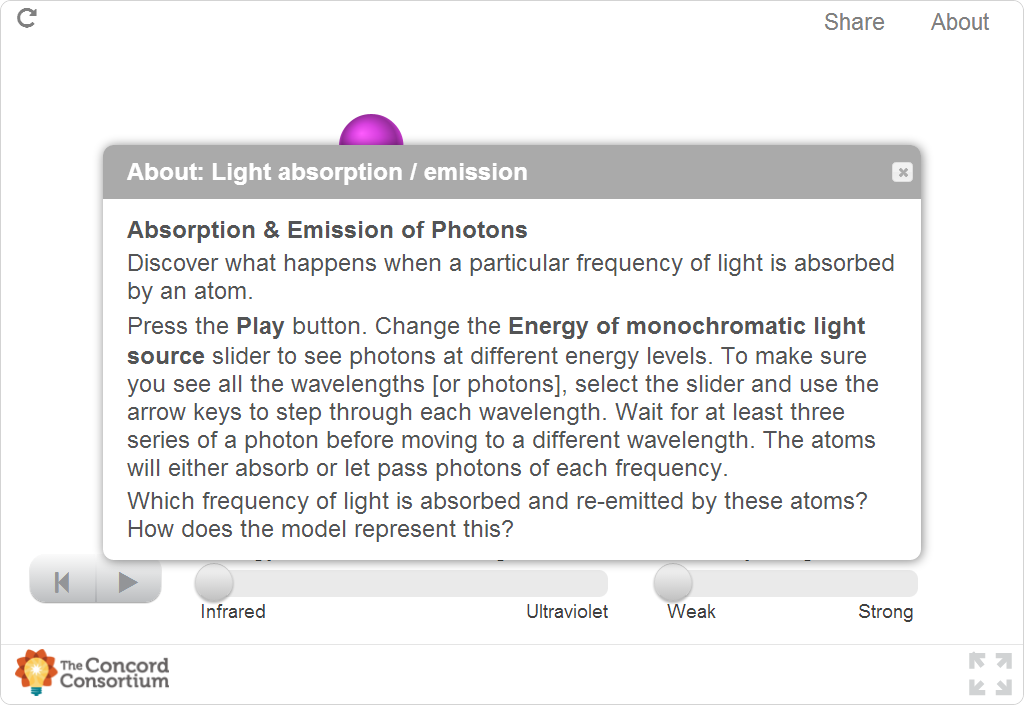 Share About
About: Light absorption / emission
Absorption & Emission of Photons
Discover what happens when a particular frequency of light is absorbed
by an atom.
Press the Play button. Change the Energy of monochromatic light
source slider to see photons at different energy levels. To make sure
you see all the wavelengths [or photons], select the slider and use the
arrow keys to step through each wavelength. Wait for at least three
series of a photon before moving to a different wavelength. The atoms
will either absorb or let pass photons of each frequency.
Which frequency of light is absorbed and re-emitted by these atoms?
How does the model represent this?
Infrared Ultraviolet Weak Strong
The Concord
Consortium